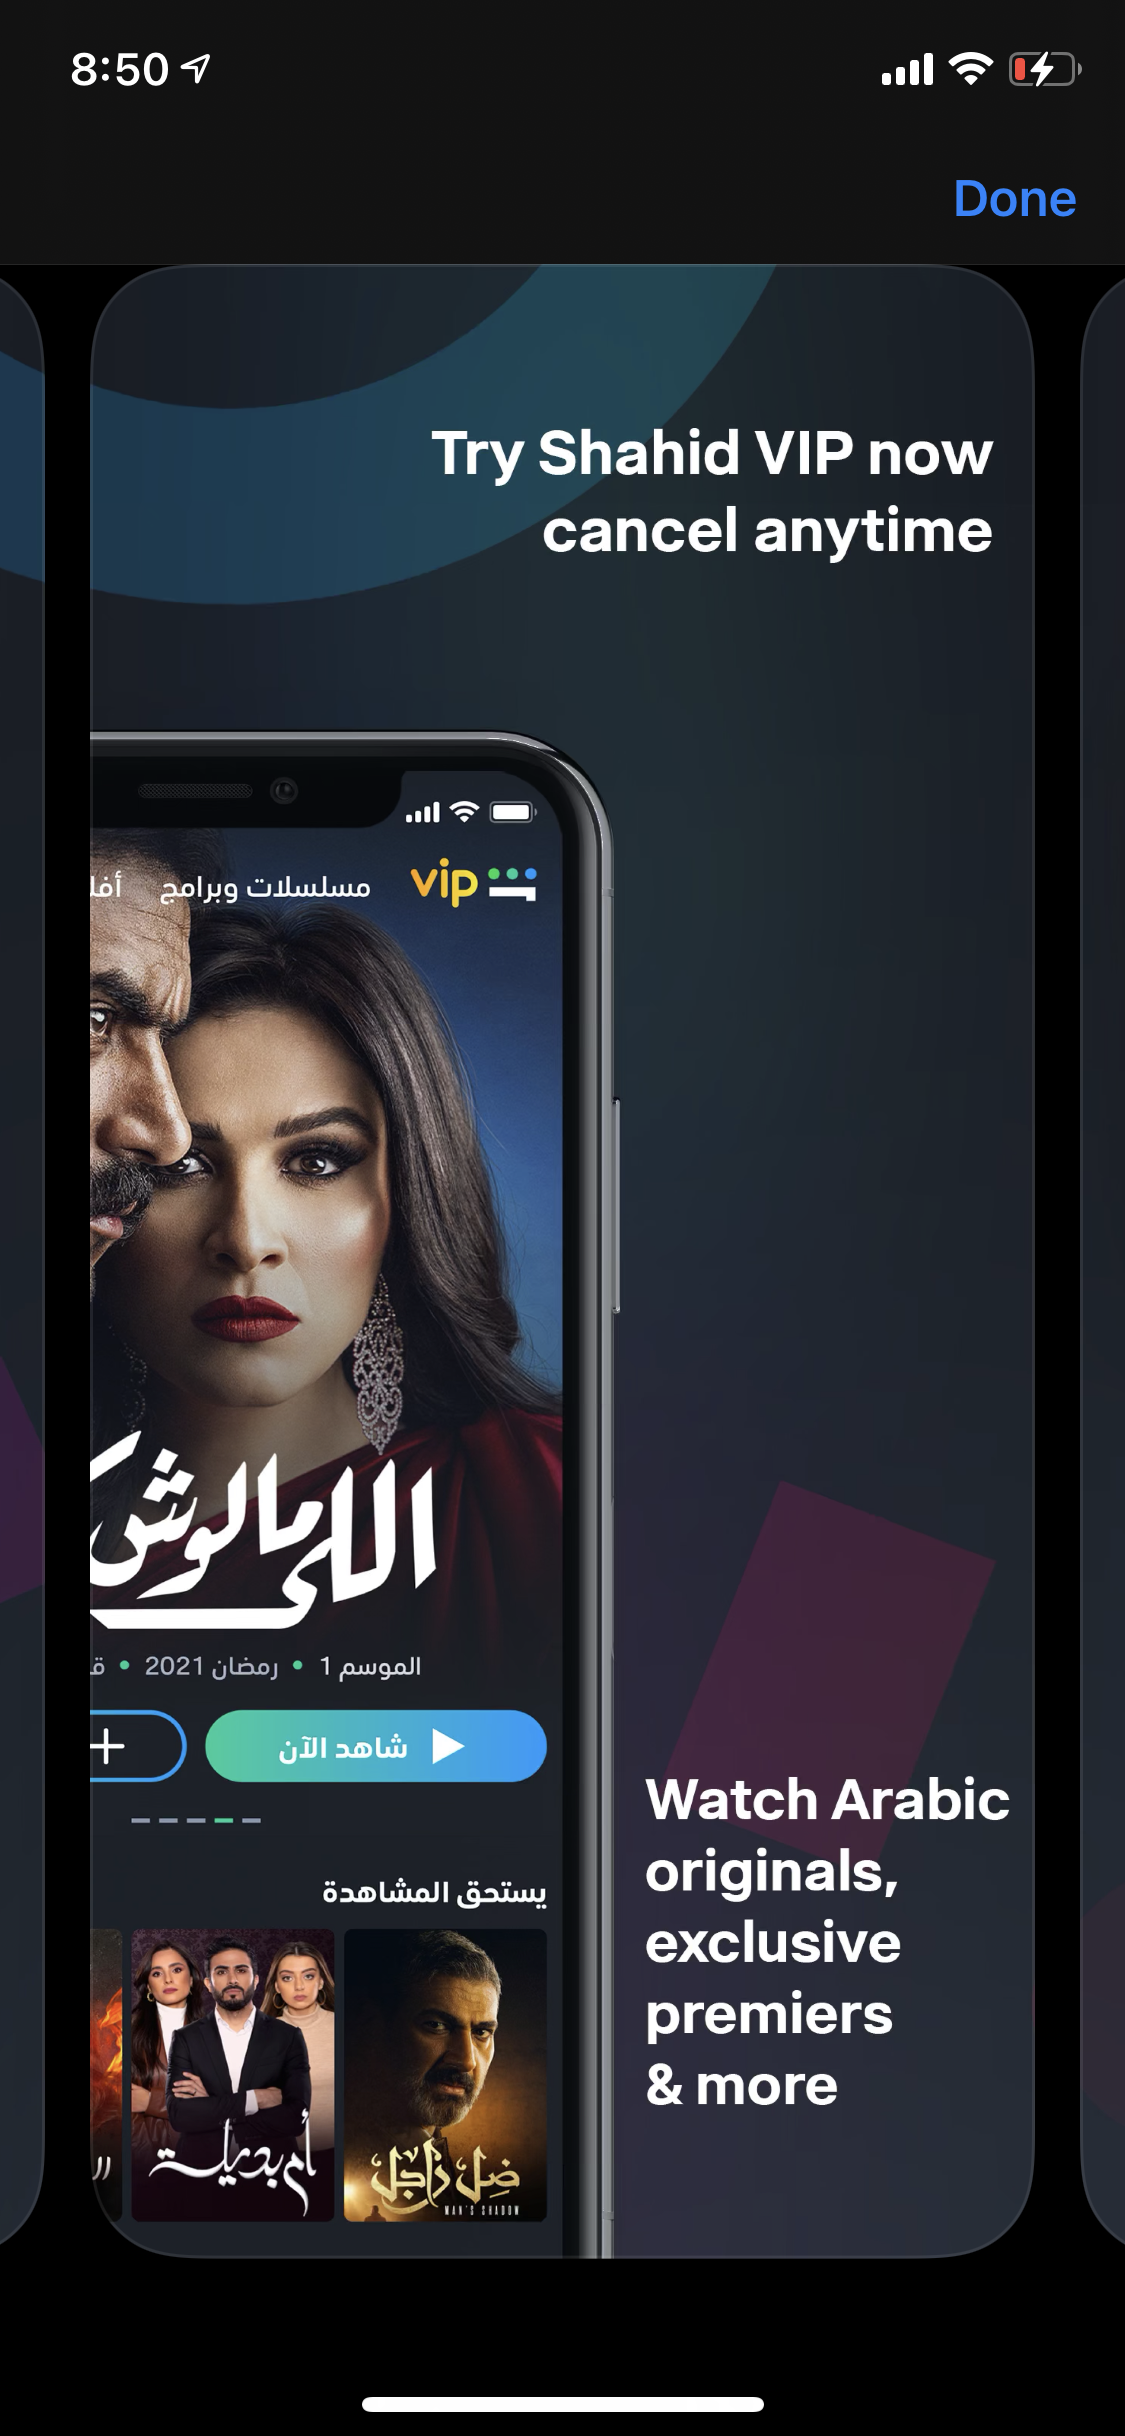 8:50
Done
Try Shahid VIP now
cancel anytime
vip
مسلسلات وبرامج
اللي مالوش
الموسم 1 • رمضان 2021 •
شاهد الآن
يستحق المشاهدة
ضل راجل
MAN'S SHADOW
أم بديلة
Watch Arabic
originals,
exclusive
premiers
& more